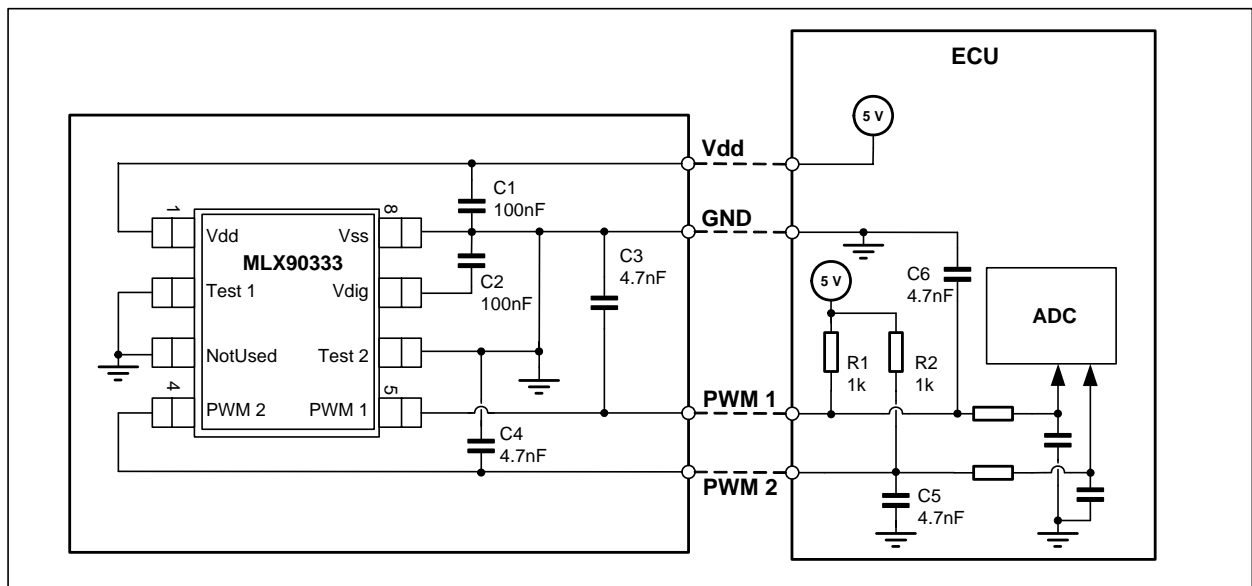 ECU
5 V
Vdd
C1
100nF
1
8
Vdd
Vss
GND
MLX90333
C3
4.7nF
C2
100nF
Test 1
Vdig
5 V
C6
4.7nF
ADC
NotUsed
Test 2
R1
1k
R2
1k
4
5
PWM 2
PWM 1
PWM 1
C4
4.7nF
PWM 2
C5
4.7nF